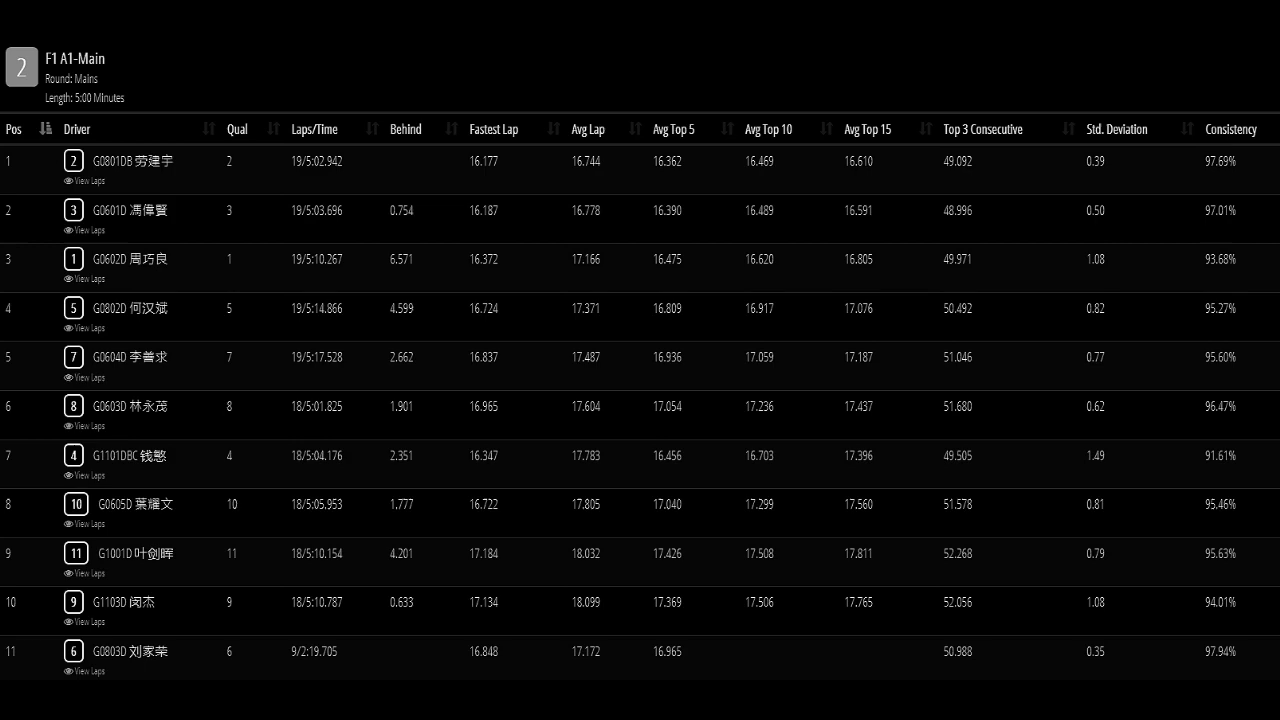 2
F1 A1-Main
Round: Mains
Length: 5:00 Minutes
Pos Driver Qual Laps/Time Behind Fastest Lap Avg Lap Avg Top 5 Avg Top 10 Avg Top 15 Top 3 Consecutive Std. Deviation Consistency
1 2 G0801DB 劳建宇 2 19/5:02.942 16.177 16.744 16.362 16.469 16.610 49.092 0.39 97.69%
View Laps
2 3 G0601D 馮偉賢 3 19/5:03.696 0.754 16.187 16.778 16.390 16.489 16.591 48.996 0.50 97.01%
View Laps
3 1 G0602D 周巧良 1 19/5:10.267 6.571 16.372 17.166 16.475 16.620 16.805 49.971 1.08 93.68%
View Laps
4 5 G0802D 何汉斌 5 19/5:14.866 4.599 16.724 17.371 16.809 16.917 17.076 50.492 0.82 95.27%
View Laps
5 7 G0604D 李普求 7 19/5:17.528 2.662 16.837 17.487 16.936 17.059 17.187 51.046 0.77 95.60%
View Laps
6 8 G0603D 林永茂 8 18/5:01.825 1.901 16.965 17.604 17.054 17.236 17.437 51.680 0.62 96.47%
View Laps
7 4 G1101DBC 钱憨 4 18/5:04.176 2.351 16.347 17.783 16.456 16.703 17.396 49.505 1.49 91.61%
View Laps
8 10 G0605D 葉耀文 10 18/5:05.953 1.777 16.722 17.805 17.040 17.299 17.560 51.578 0.81 95.46%
View Laps
9 11 G1001D 叶剑晖 11 18/5:10.154 4.201 17.184 18.032 17.426 17.508 17.811 52.268 0.79 95.63%
View Laps
10 9 G1103D 闵杰 9 18/5:10.787 0.633 17.134 18.099 17.369 17.506 17.765 52.056 1.08 94.01%
View Laps
11 6 G0803D 刘家荣 6 9/2:19.705 16.848 17.172 16.965 50.988 0.35 97.94%
View Laps